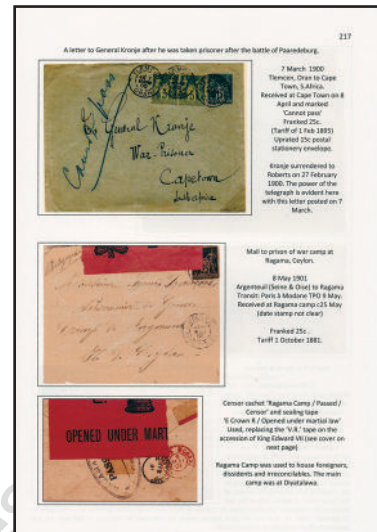 217
A letter to General Kronje after he was taken prisoner after the battle of Paaredeburg.
7 March 1900
Tlemcen, Oran to Cape
Town, S.Africa.
Received at Cape Town on 8
April and marked
'Cannot pass'
Franked 25c.
(Tariff of 1 Feb 1895)
Uprated 15c postal
stationery envelope.
Kronje surrendered to
Roberts on 27 February
1900. The power of the
telegraph is evident here
with this letter posted on 7
March.
Cannot pass
General Kronje
War-Prisoner
Capetown
Mail to prison of war camp at
Ragama, Ceylon.
8 May 1901
Argenteuil (Seine & Oise) to Ragama
Transit: Paris à Modane TPO 9 May.
Received at Ragama camp c25 May
(date stamp not clear)
Franked 25c.
Tariff 1 October 1881.
Censor cachet 'Ragama Camp / Passed /
Censor' and sealing tape
'E Crown R / Opened under martial law'
Used, replacing the 'V.R.' tape on the
accession of King Edward VII (see cover on
next page)
Ragama Camp was used to house foreigners,
dissidents and irreconcilables. The main
camp was at Diyatalawa.
OPENED UNDER MART